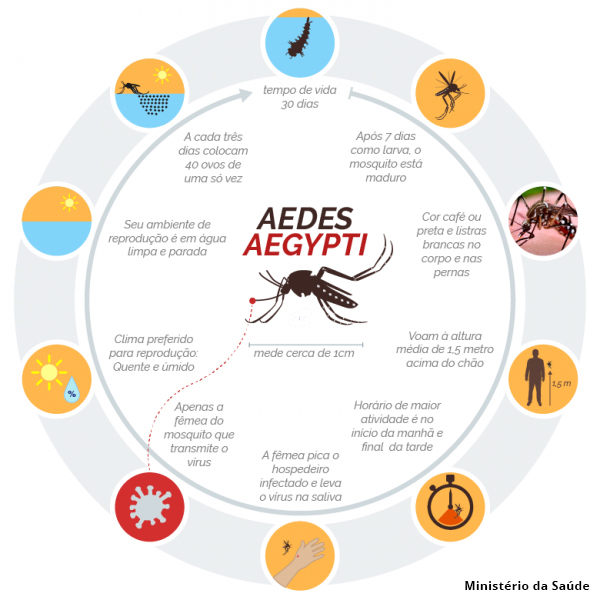 tempo de vida
30 dias
Após 7 dias
como larva, o
mosquito está
maduro
Cor café ou
preta e listras
brancas no
corpo e nas
pernas
Voam à altura
média de 1,5 metro
acima do chão
1,5 m
Horário de maior
atividade é no
início da manhã e
final da tarde
A fêmea pica o
hospedeiro
infectado e leva
o vírus na saliva
Apenas a
fêmea do
mosquito que
transmite o
vírus
Clima preferido
para reprodução:
Quente e úmido
%
Seu ambiente de
reprodução é em água
limpa e parada
A cada três
dias colocam
40 ovos de
uma só vez
AEDES
AEGYPTI
mede cerca de 1cm
Ministério da Saúde